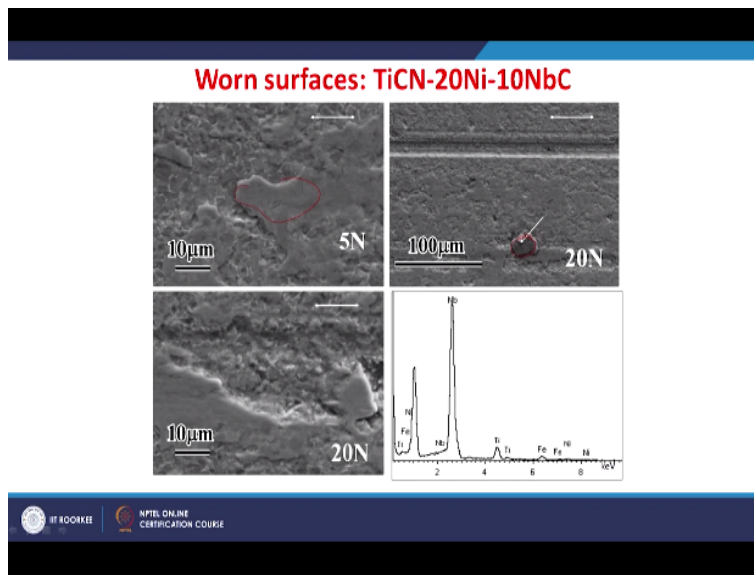 Worn surfaces: TiCN-20Ni-10NbC
10μm
5N
100μm
20N
10μm
20N
Nb
Ni
Fe
Ti
Nb
Ti
Ti
Fe
Fe
Ni
Ni
2
4
6
8
keV
IIT ROORKEE
NPTEL ONLINE
CERTIFICATION COURSE